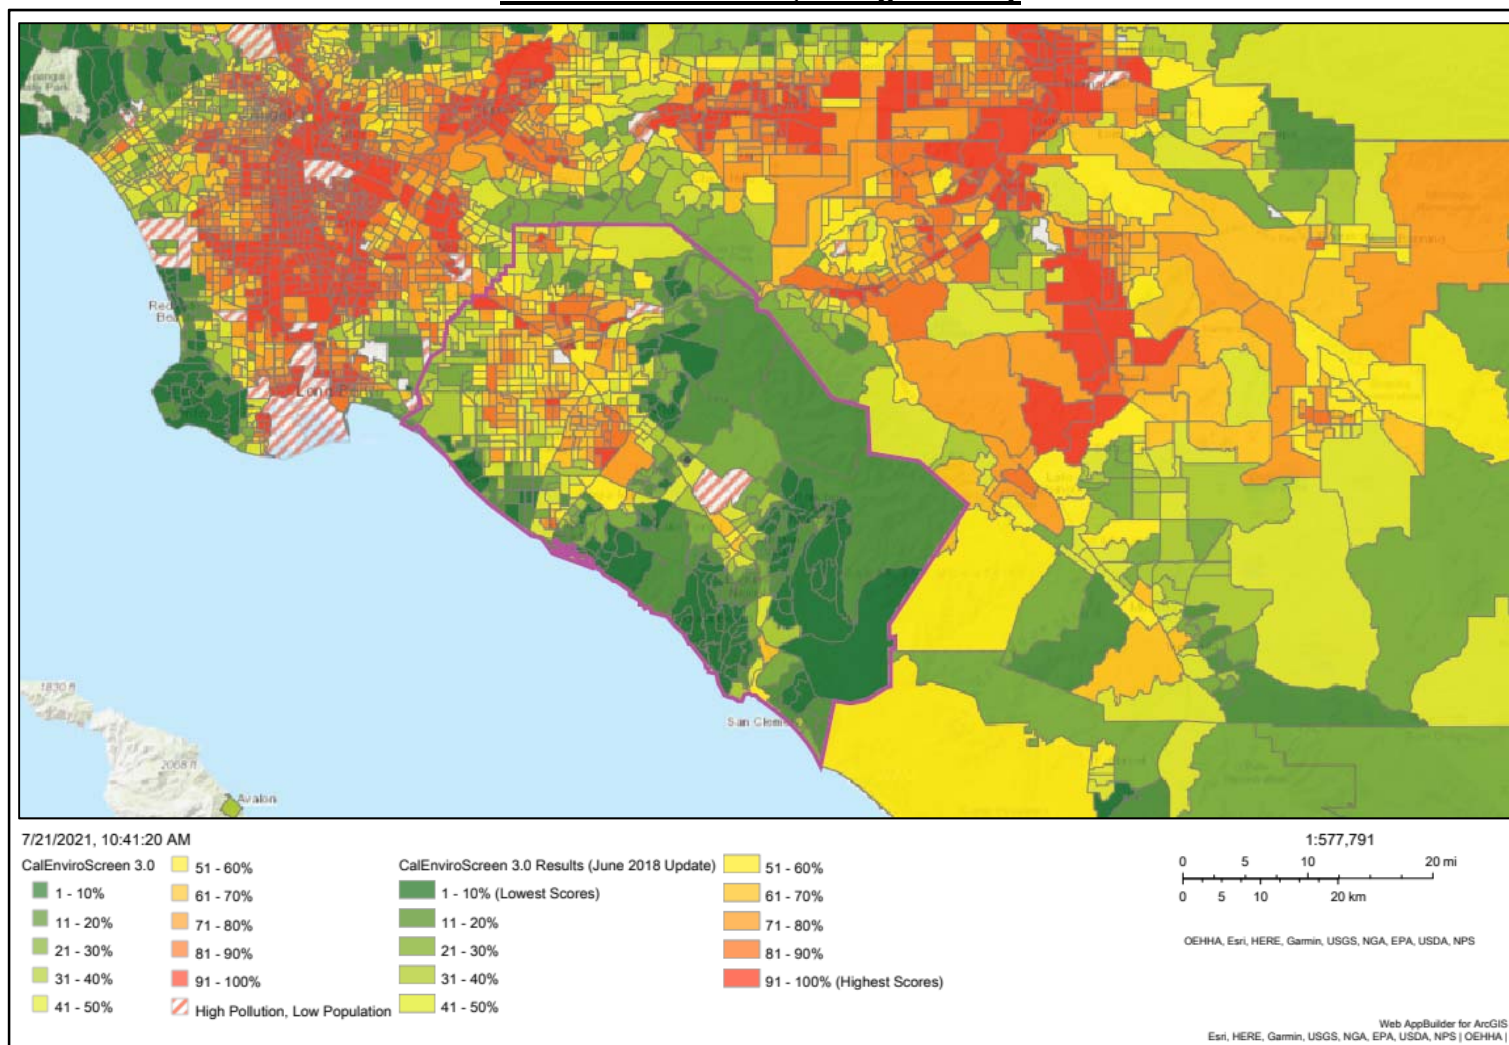 1830 ft
2068 ft
Avalon
San Clem
7/21/2021, 10:41:20 AM
CalEnviroScreen 3.0
1 - 10%
11 - 20%
21 - 30%
31 - 40%
41 - 50%
51 - 60%
61 - 70%
71 - 80%
81 - 90%
91 - 100%
High Pollution, Low Population
CalEnviroScreen 3.0 Results (June 2018 Update)
1 - 10% (Lowest Scores)
11 - 20%
21 - 30%
31 - 40%
41 - 50%
51 - 60%
61 - 70%
71 - 80%
81 - 90%
91 - 100% (Highest Scores)
1:577,791
0 5 10 20 mi
0 5 10 20 km
OEHHA, Esri, HERE, Garmin, USGS, NGA, EPA, USDA, NPS
Web AppBuilder for ArcGIS
Esri, HERE, Garmin, USGS, NGA, EPA, USDA, NPS | OEHHA |